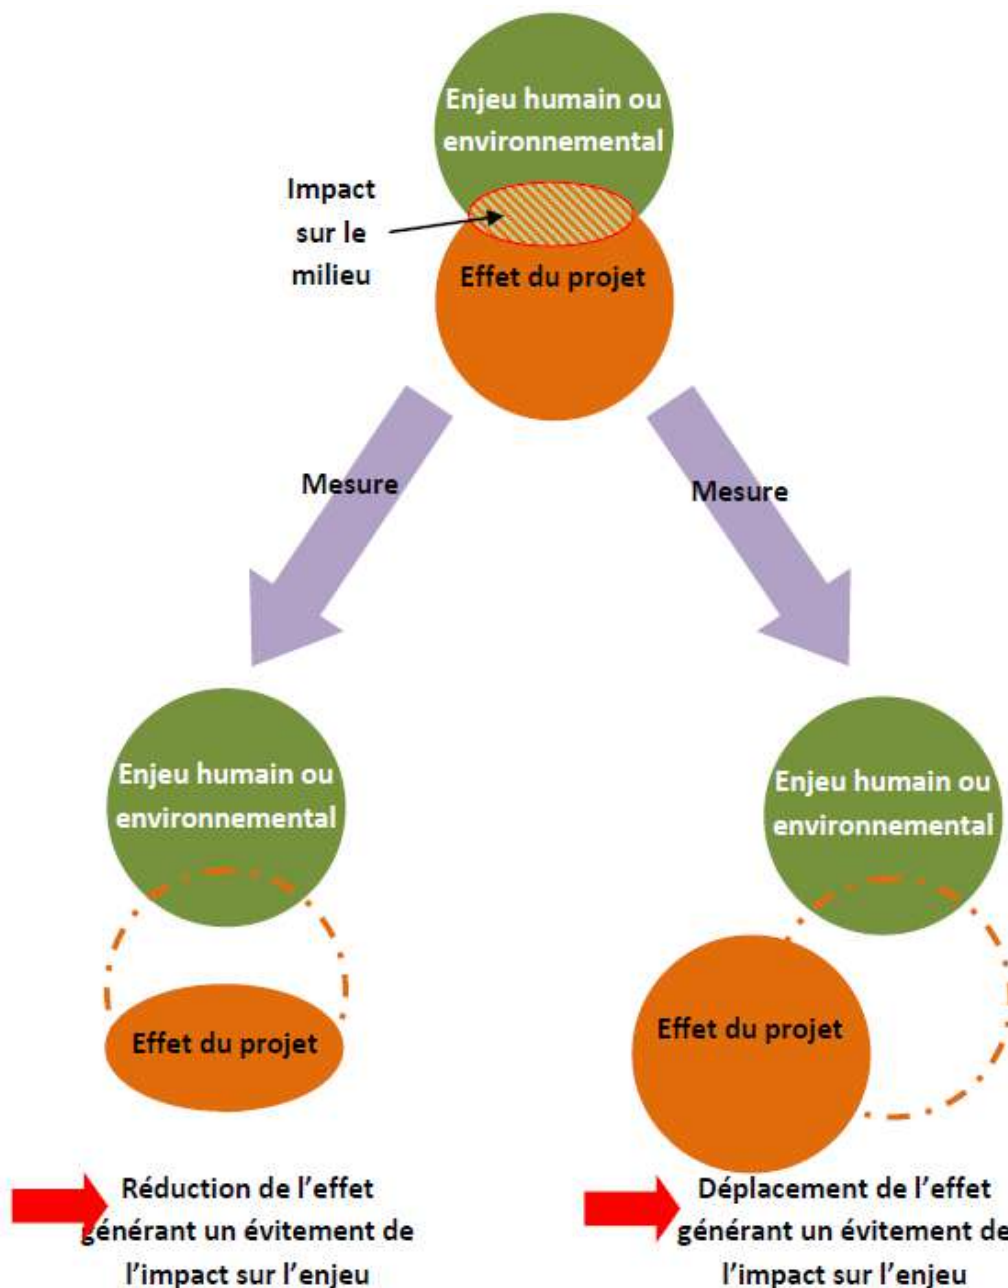 Enjeu humain ou
environnemental
Impact
sur le
milieu
Effet du projet
Mesure
Mesure
Enjeu humain ou
environnemental
Enjeu humain ou
environnemental
Effet du projet
Effet du projet
Réduction de l'effet
générant un évitement de
l'impact sur l'enjeu
Déplacement de l'effet
générant un évitement de
l'impact sur l'enjeu